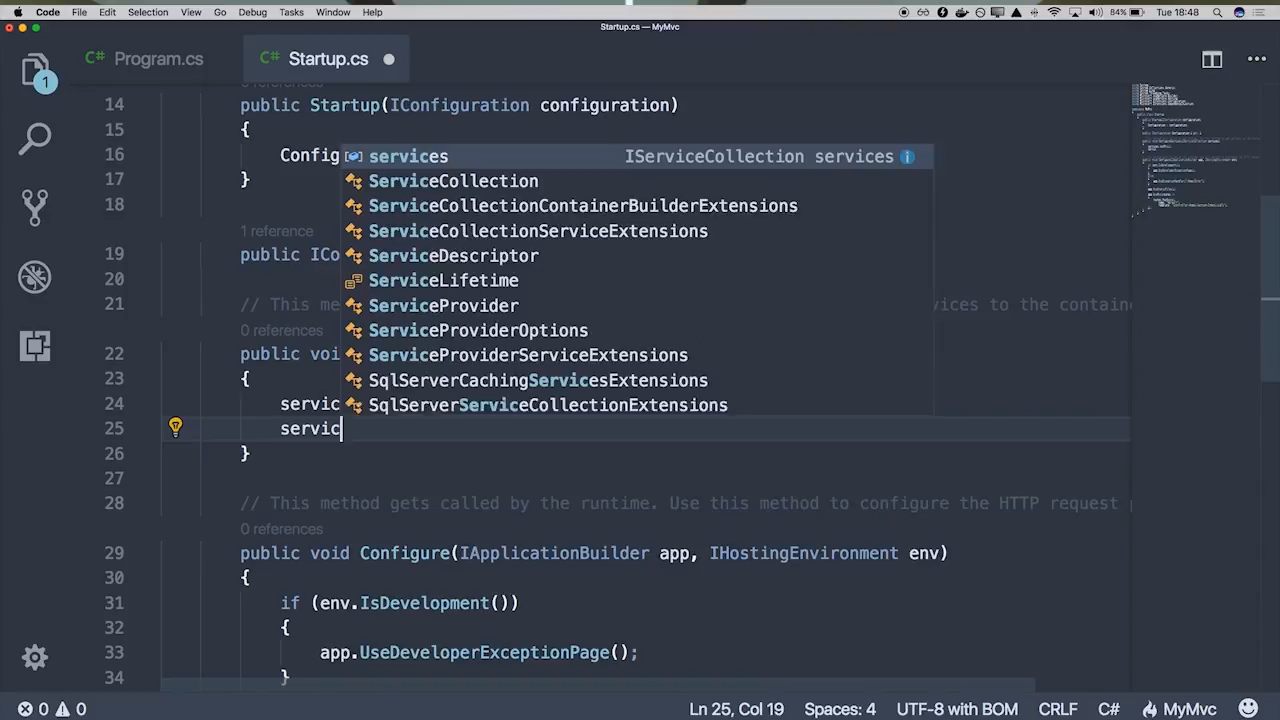 Code File Edit Selection View Go Debug Tasks Window Help 84% Tue 18:48
Startup.cs — MyMvc
1
C# Program.cs C# Startup.cs
14 public Startup(IConfiguration configuration)
15 {
16 Config
17 }
18
1 reference
19 public ICo
20
21 // This me vices to the containe
0 references
22 public void
23 {
24 servic
25 servic
26 }
27
28 // This method gets called by the runtime. Use this method to configure the HTTP request p
0 references
29 public void Configure(IApplicationBuilder app, IHostingEnvironment env)
30 {
31 if (env.IsDevelopment())
32 {
33 app.UseDeveloperExceptionPage();
34 }
services IServiceCollection services
ServiceCollection
ServiceCollectionContainerBuilderExtensions
ServiceCollectionServiceExtensions
ServiceDescriptor
ServiceLifetime
ServiceProvider
ServiceProviderOptions
ServiceProviderServiceExtensions
SqlServerCachingServicesExtensions
SqlServerServiceCollectionExtensions
0 0 Ln 25, Col 19 Spaces: 4 UTF-8 with BOM CRLF C# MyMvc